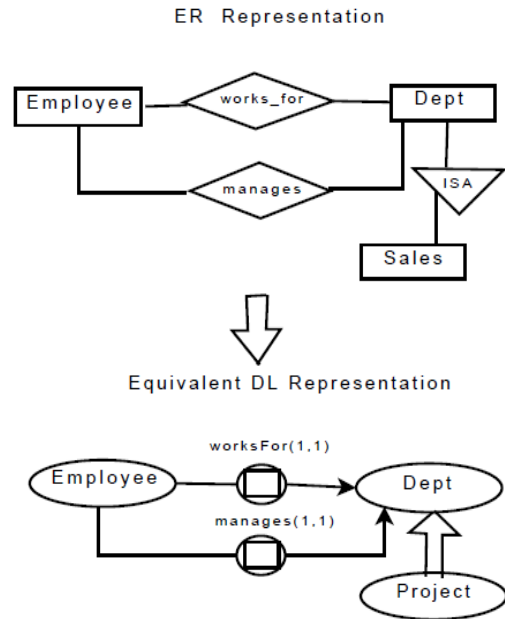 ER Representation
Employee
works_for
Dept
manages
ISA
Sales
Equivalent DL Representation
worksFor(1,1)
Employee
Dept
manages(1,1)
Project